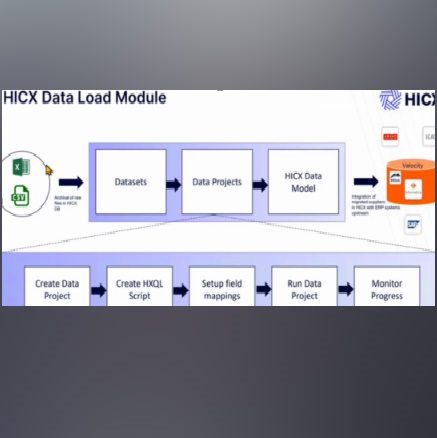 HICX Data Load Module
HICX
CSV
Datasets
Data Projects
HICX Data
Model
Velocity
Archival of raw
files in HICX
Integration of
migrated suppliers
in HICX with ERP systems
upstream
SAP
Create Data
Project
Create HXQL
Script
Setup field
mappings
Run Data
Project
Monitor
Progress